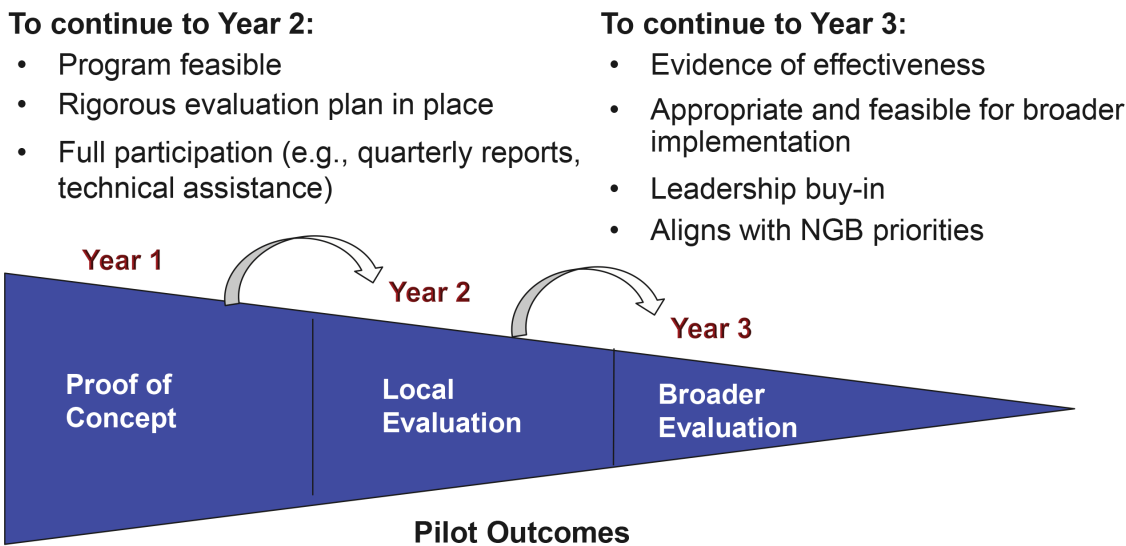 To continue to Year 2:
• Program feasible
• Rigorous evaluation plan in place
• Full participation (e.g., quarterly reports,
technical assistance)
To continue to Year 3:
• Evidence of effectiveness
• Appropriate and feasible for broader
implementation
• Leadership buy-in
• Aligns with NGB priorities
Year 1
Year 2
Year 3
Proof of
Concept
Local
Evaluation
Broader
Evaluation
Pilot Outcomes